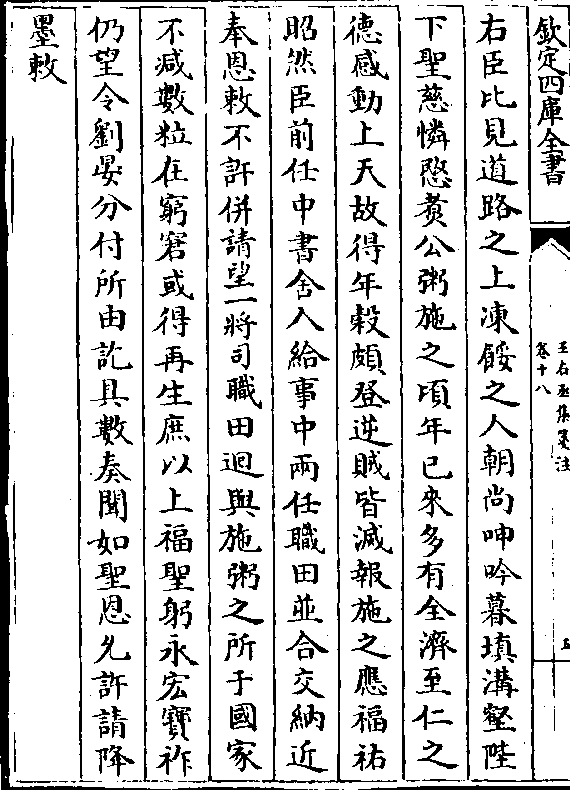 欽定四庫全書
王右丞集箋注
卷十八
五
右臣比見道路之上凍餒之人朝尚呻吟暮填溝壑陛
下聖慈憐愍煑公粥施之頃年已來多有全濟至仁之
德感動上天故得年榖頗登逆賊皆滅報施之應福祐
昭然臣前任中書舍人給事中兩任職田並合交納近
奉恩敕不許併請望一將司職田迴與施粥之所于國家
不減數粒在窮窘或得再生庶以上福聖躬永宏寶祚
仍望令劉晏分付所由訖具數奏聞如聖恩允許請降
墨敕